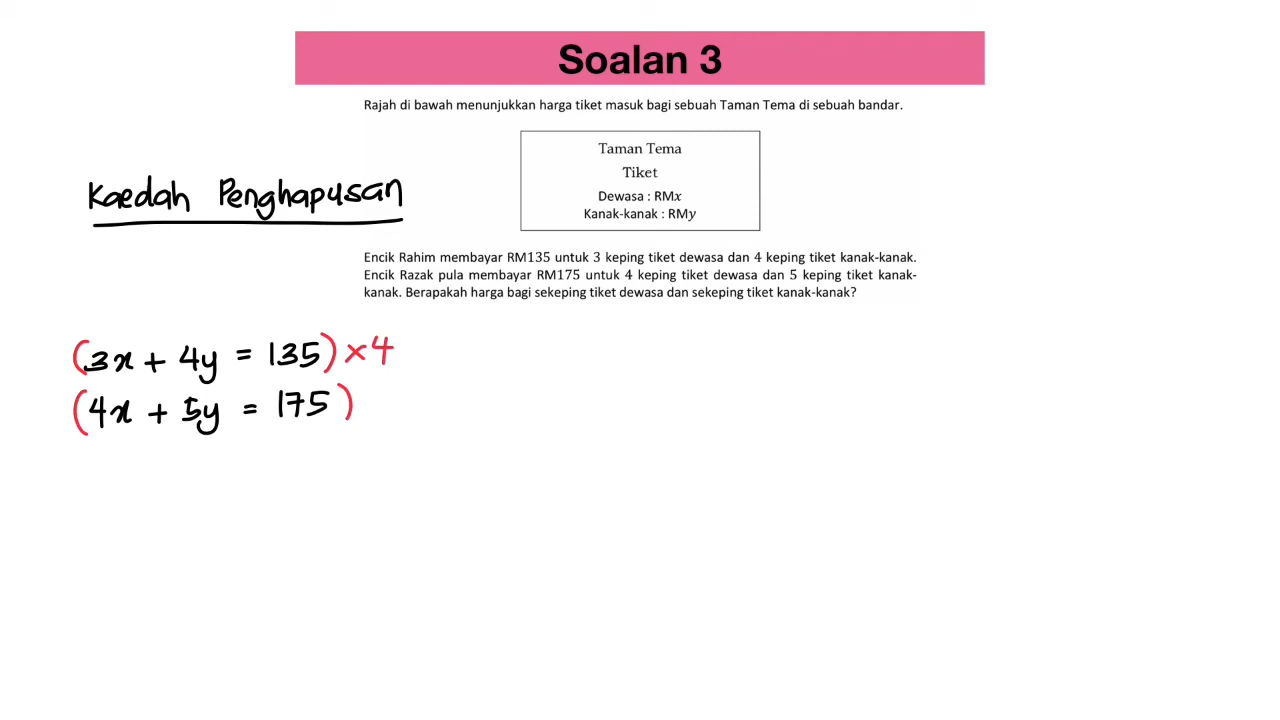 Soalan 3
Rajah di bawah menunjukkan harga tiket masuk bagi sebuah Taman Tema di sebuah bandar.
Taman Tema
Tiket
Dewasa : RMx
Kanak-kanak : RMy
Kaedah Penghapusan
Encik Rahim membayar RM135 untuk 3 keping tiket dewasa dan 4 keping tiket kanak-kanak.
Encik Razak pula membayar RM175 untuk 4 keping tiket dewasa dan 5 keping tiket kanak-
kanak. Berapakah harga bagi sekeping tiket dewasa dan sekeping tiket kanak-kanak?
(3x + 4y = 135) × 4
(4x + 5y = 175)